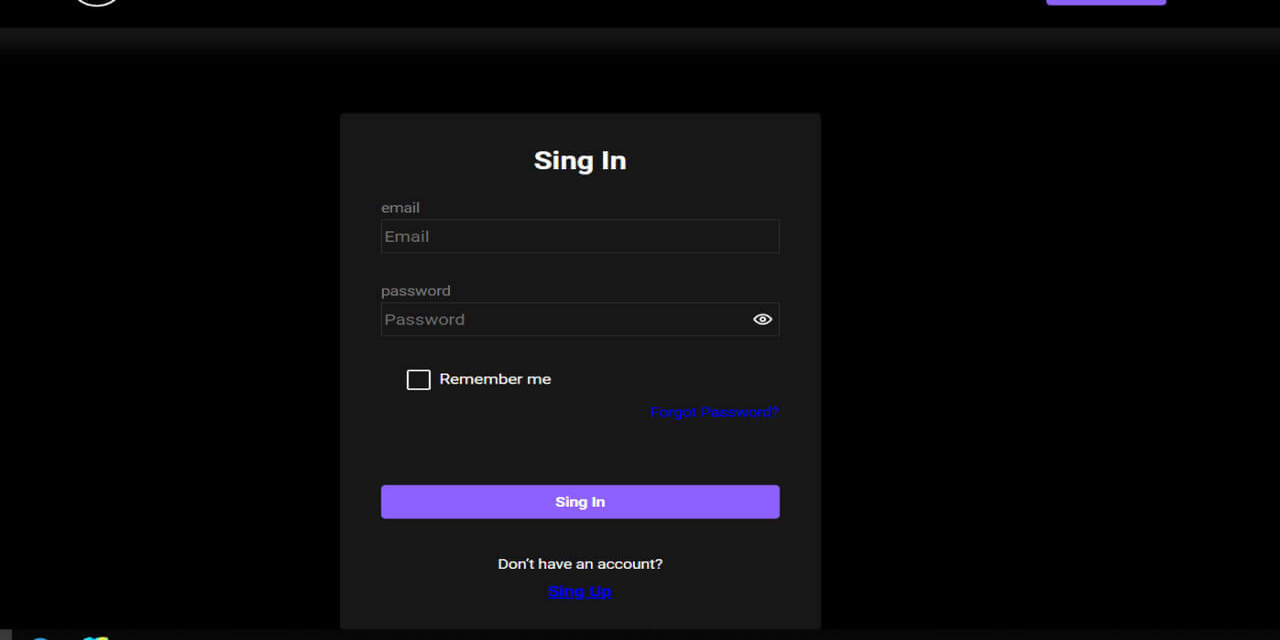 Sing In
email
Email
password
Password
Remember me
Forgot Password?
Sing In
Don't have an account?
Sing Up